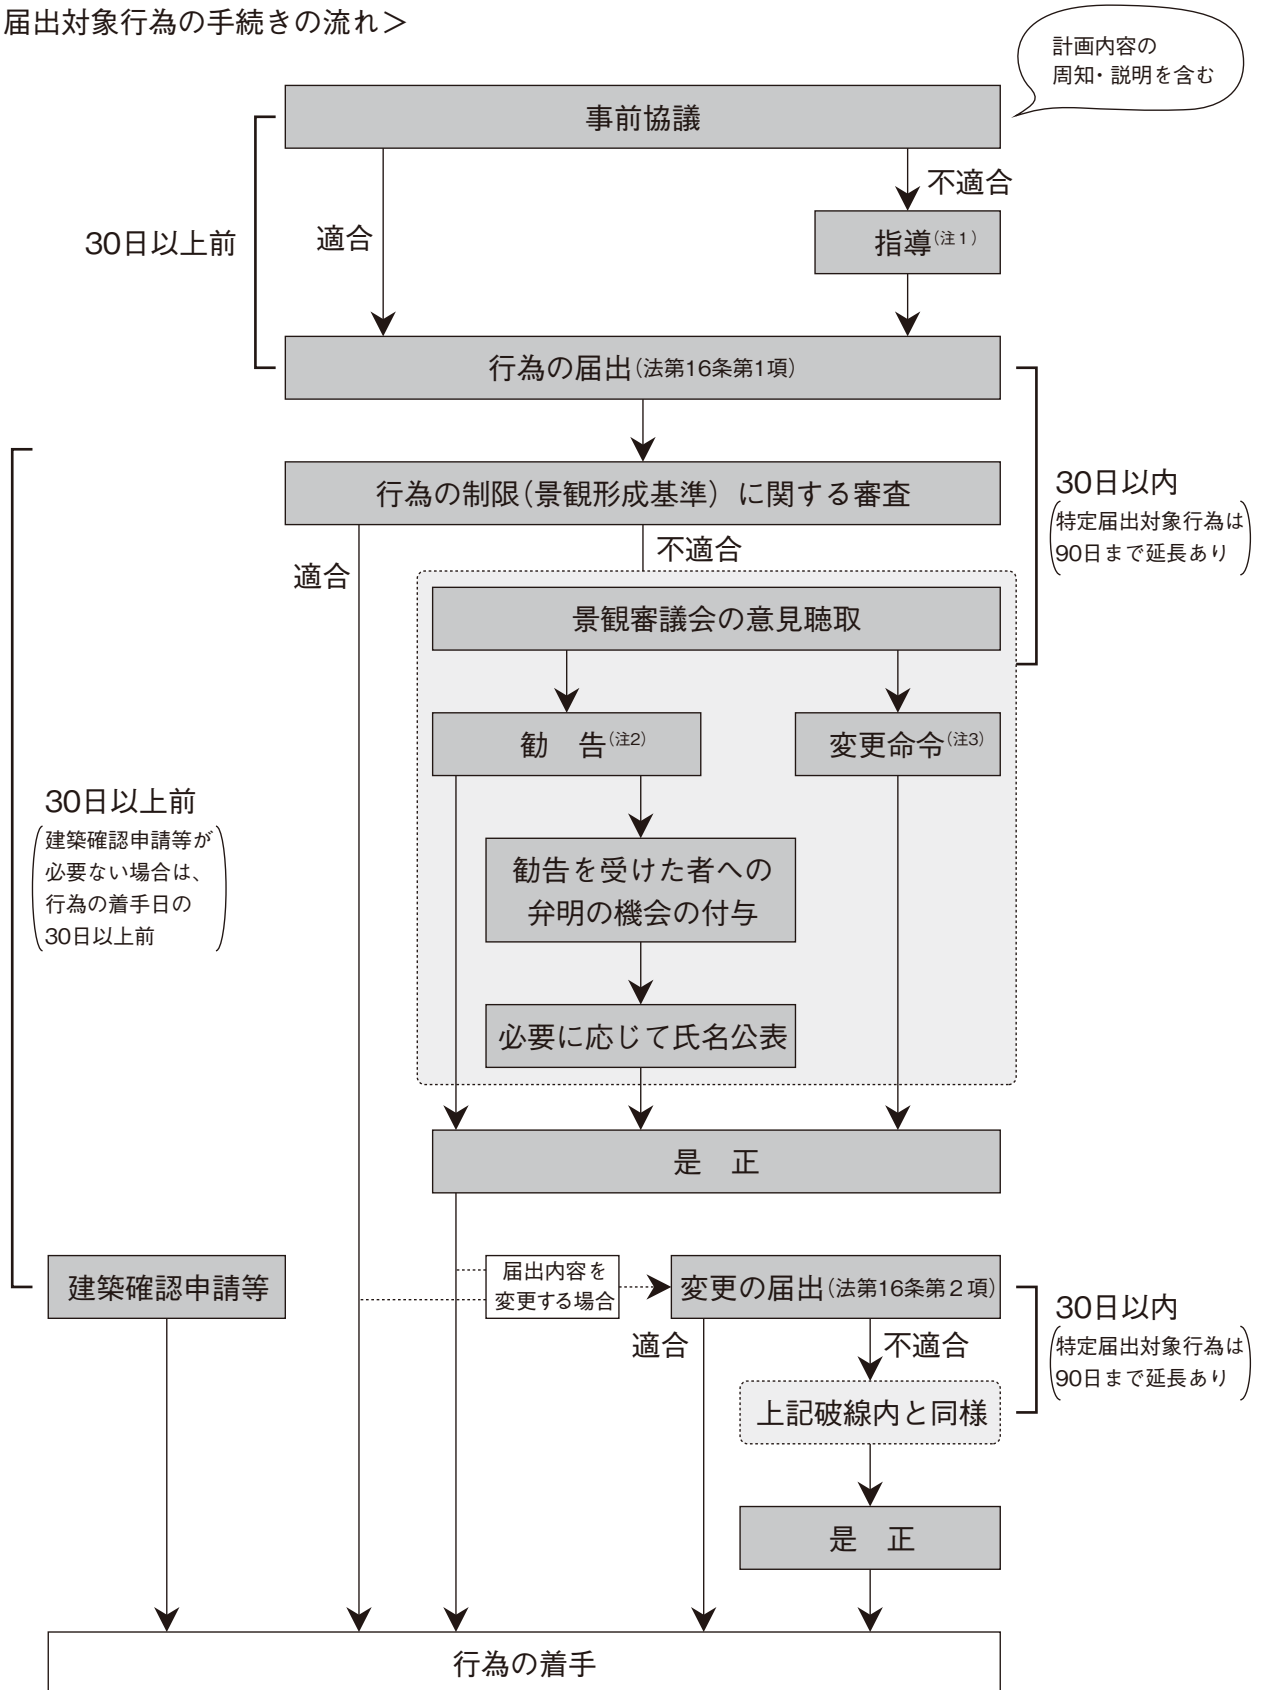 届出対象行為の手続きの流れ＞
計画内容の
周知・説明を含む
事前協議
不適合
適合
30日以上前
指導(注1)
行為の届出(法第16条第1項)
30日以内
特定届出対象行為は
90日まで延長あり
行為の制限(景観形成基準)に関する審査
不適合
適合
景観審議会の意見聴取
勧　告(注2)
変更命令(注3)
30日以上前
建築確認申請等が
必要ない場合は、
行為の着手日の
30日以上前
勧告を受けた者への
弁明の機会の付与
必要に応じて氏名公表
是　正
建築確認申請等
届出内容を
変更する場合
変更の届出(法第16条第2項)
30日以内
特定届出対象行為は
90日まで延長あり
適合
不適合
上記破線内と同様
是　正
行為の着手